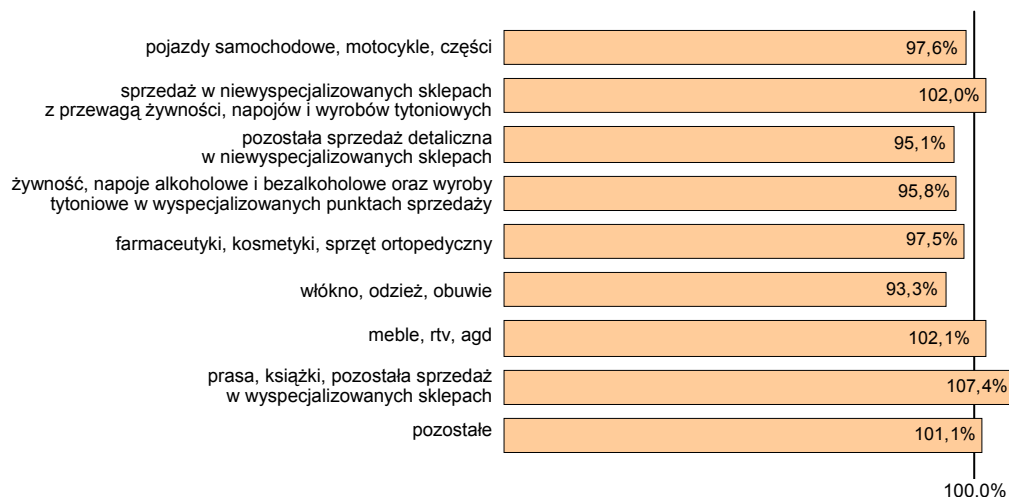 pojazdy samochodowe, motocykle, części
97,6%
sprzedaż w niewyspecjalizowanych sklepach
z przewagą żywności, napojów i wyrobów tytoniowych
102,0%
pozostała sprzedaż detaliczna
w niewyspecjalizowanych sklepach
95,1%
żywność, napoje alkoholowe i bezalkoholowe oraz wyroby
tytoniowe w wyspecjalizowanych punktach sprzedaży
95,8%
farmaceutyki, kosmetyki, sprzęt ortopedyczny
97,5%
włókno, odzież, obuwie
93,3%
meble, rtv, agd
102,1%
prasa, książki, pozostała sprzedaż
w wyspecjalizowanych sklepach
107,4%
pozostałe
101,1%
100,0%